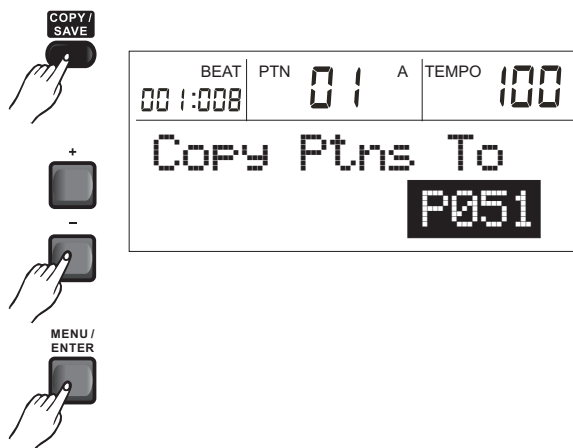 COPY /
SAVE
BEAT PTN 01 A TEMPO 100
001:008
Copy Ptns To
P051
+
–
MENU /
ENTER